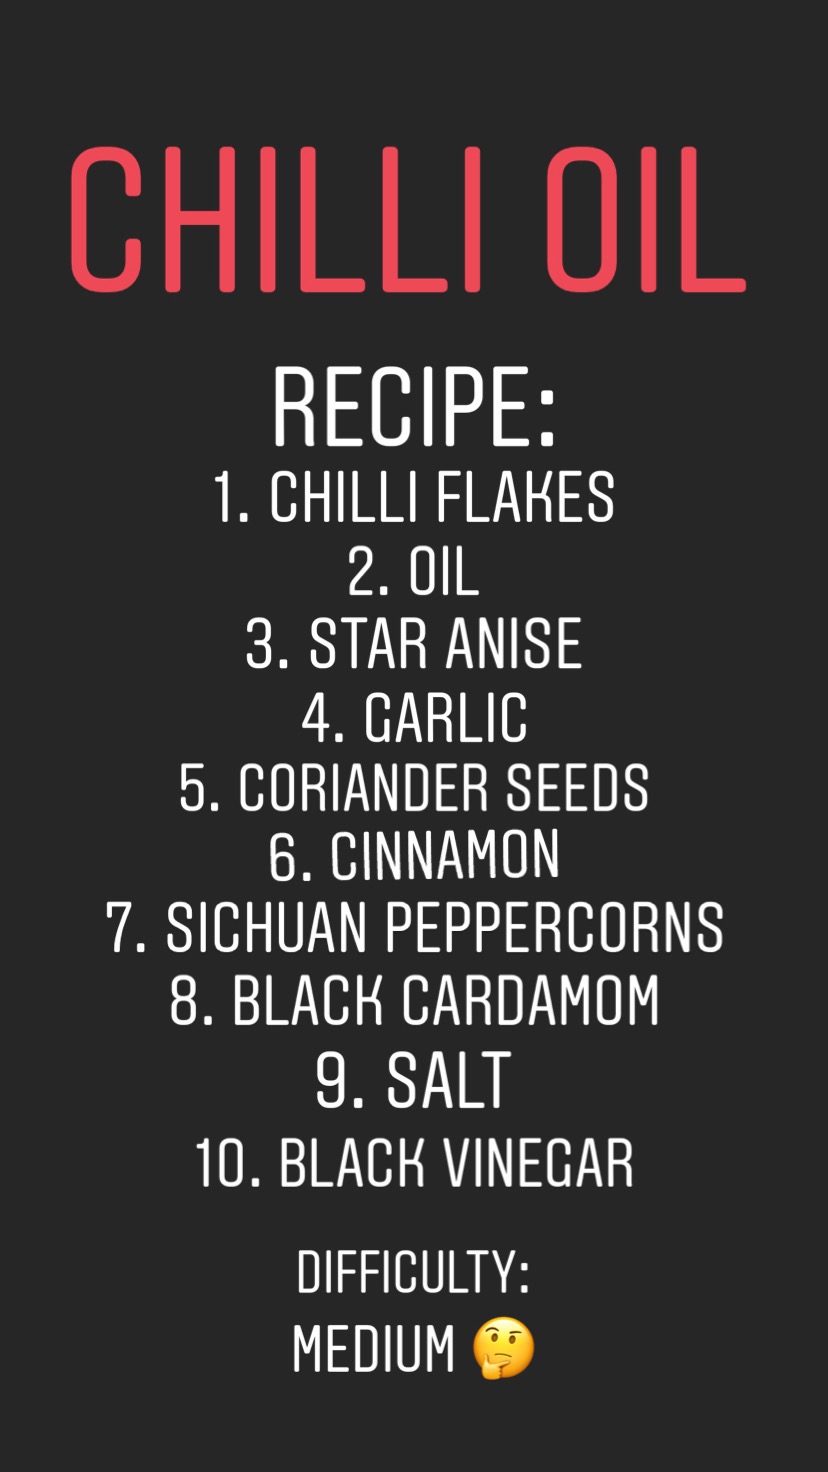 CHILLI OIL
RECIPE:
1. CHILLI FLAKES
2. OIL
3. STAR ANISE
4. GARLIC
5. CORIANDER SEEDS
6. CINNAMON
7. SICHUAN PEPPERCORNS
8. BLACK CARDAMOM
9. SALT
10. BLACK VINEGAR
DIFFICULTY:
MEDIUM 🤔